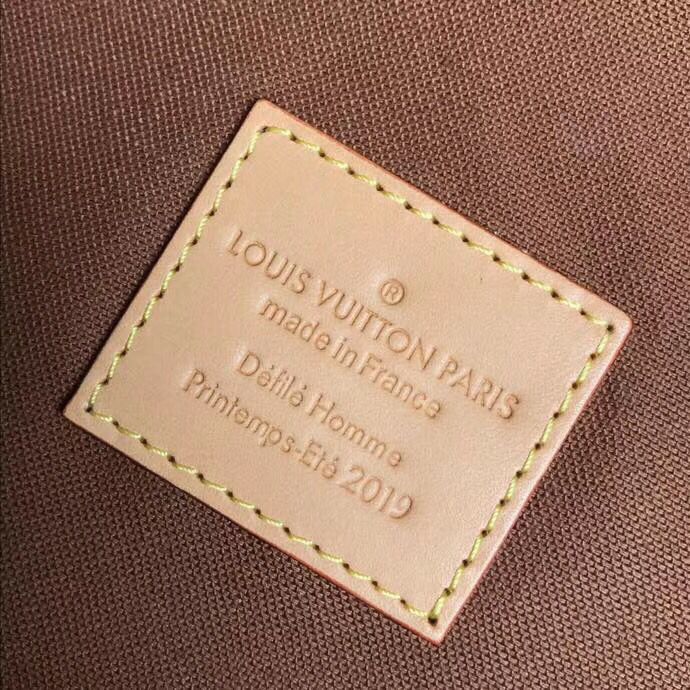 ®
LOUIS VUITTON PARIS
made in France
Défilé Homme
Printemps-Eté 2019